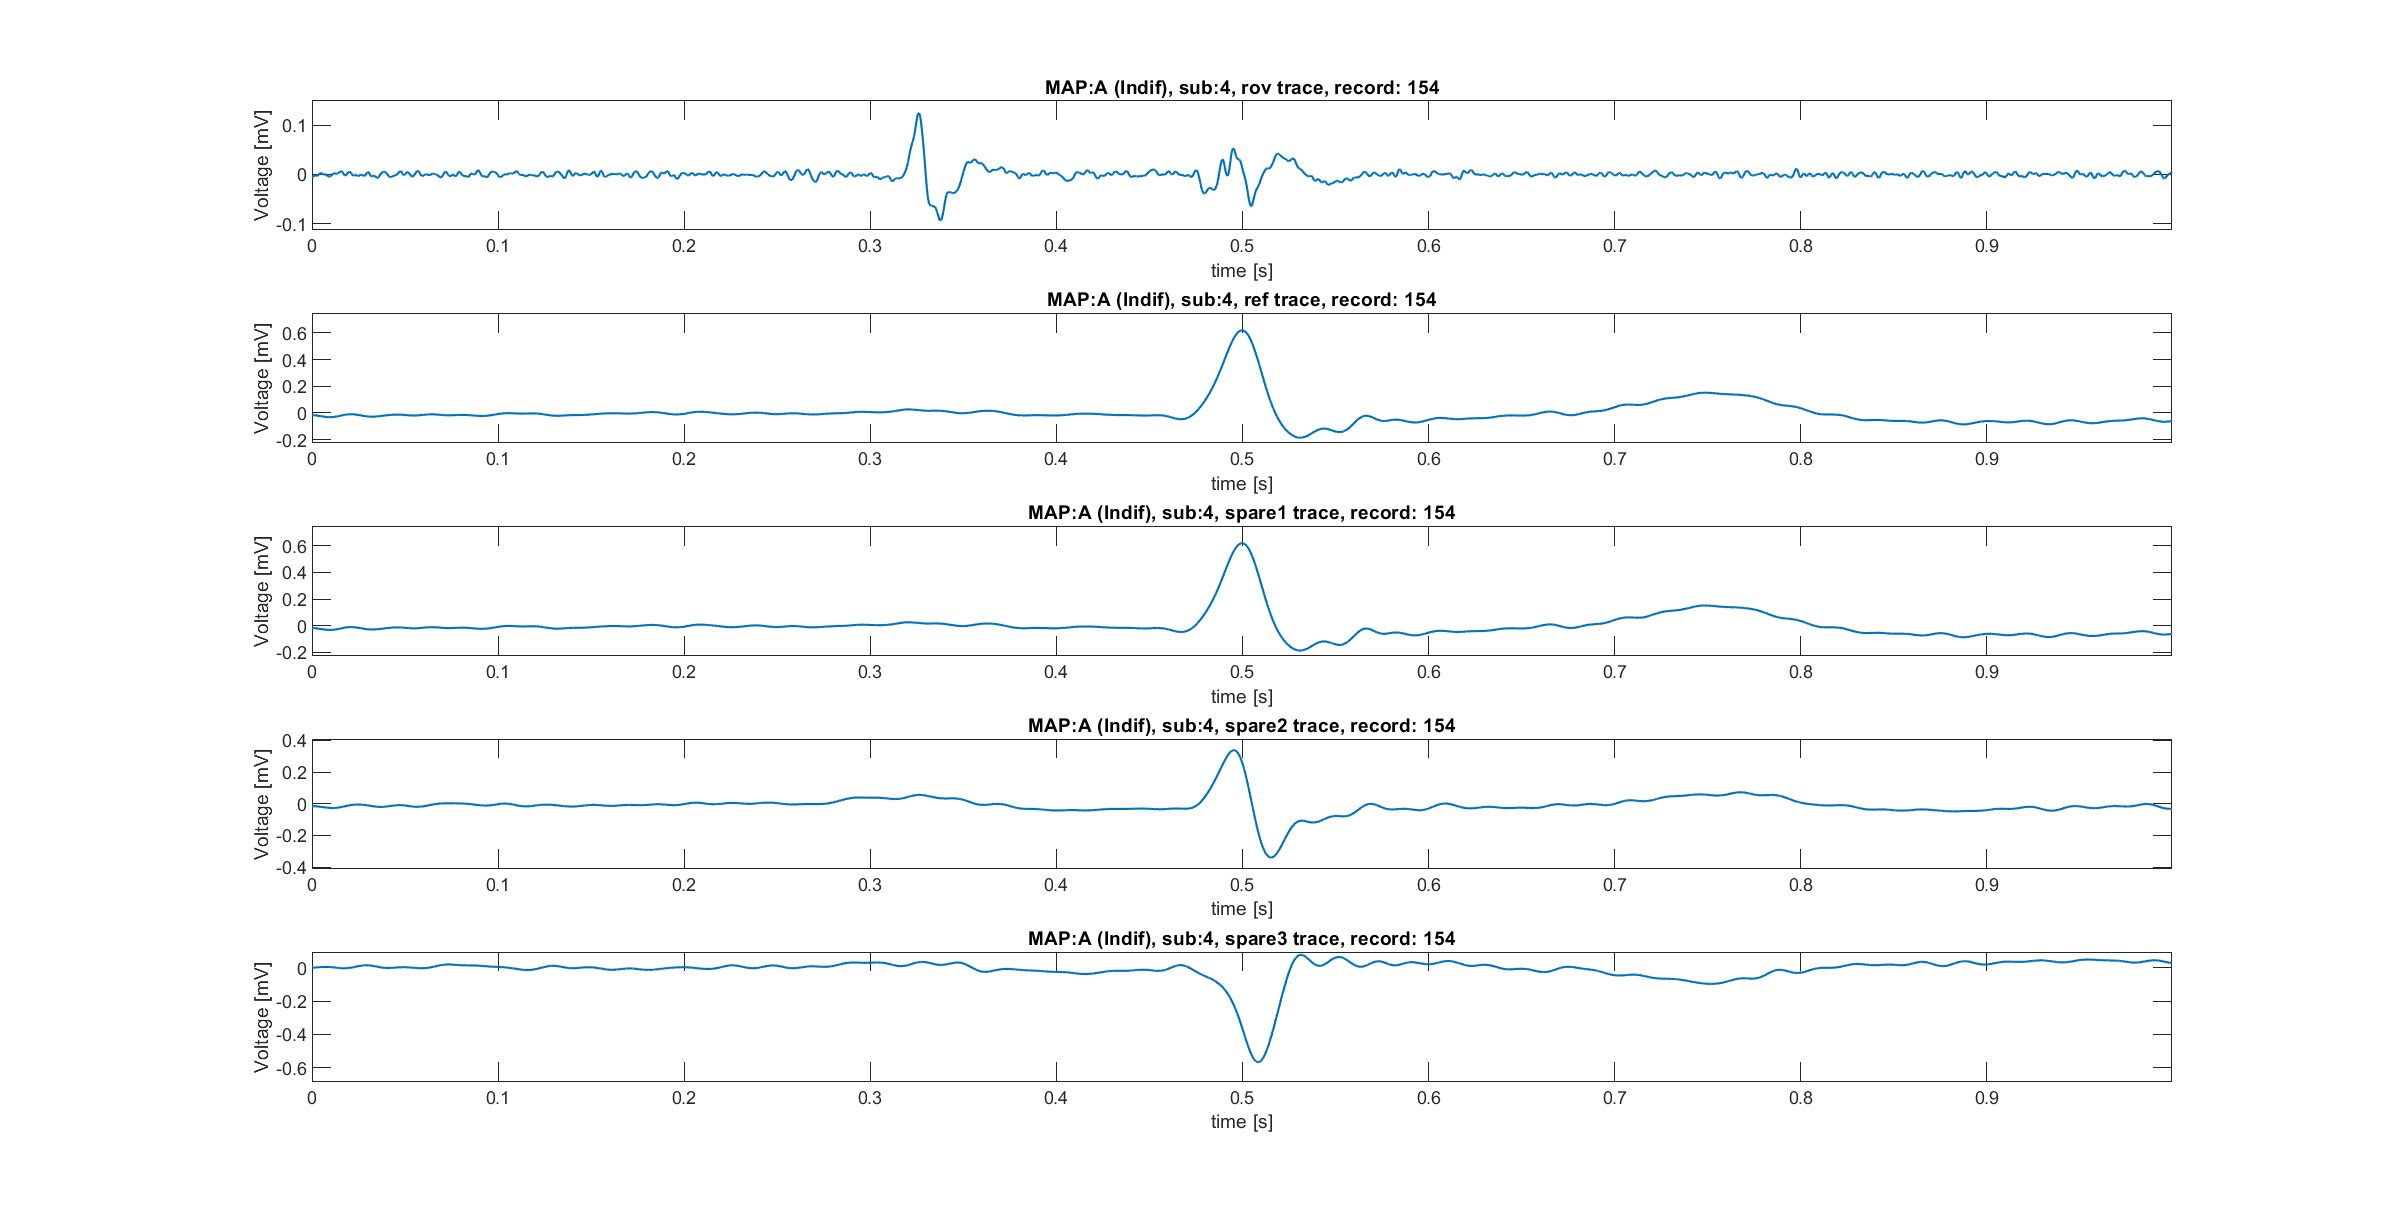 MAP:A (Indif), sub:4, rov trace, record: 154
Voltage [mV]
0.1
0
-0.1
0 0.1 0.2 0.3 0.4 0.5 0.6 0.7 0.8 0.9
time [s]
MAP:A (Indif), sub:4, ref trace, record: 154
Voltage [mV]
0.6
0.4
0.2
0
-0.2
0 0.1 0.2 0.3 0.4 0.5 0.6 0.7 0.8 0.9
time [s]
MAP:A (Indif), sub:4, spare1 trace, record: 154
Voltage [mV]
0.6
0.4
0.2
0
-0.2
0 0.1 0.2 0.3 0.4 0.5 0.6 0.7 0.8 0.9
time [s]
MAP:A (Indif), sub:4, spare2 trace, record: 154
Voltage [mV]
0.4
0.2
0
-0.2
-0.4
0 0.1 0.2 0.3 0.4 0.5 0.6 0.7 0.8 0.9
time [s]
MAP:A (Indif), sub:4, spare3 trace, record: 154
Voltage [mV]
0
-0.2
-0.4
-0.6
0 0.1 0.2 0.3 0.4 0.5 0.6 0.7 0.8 0.9
time [s]